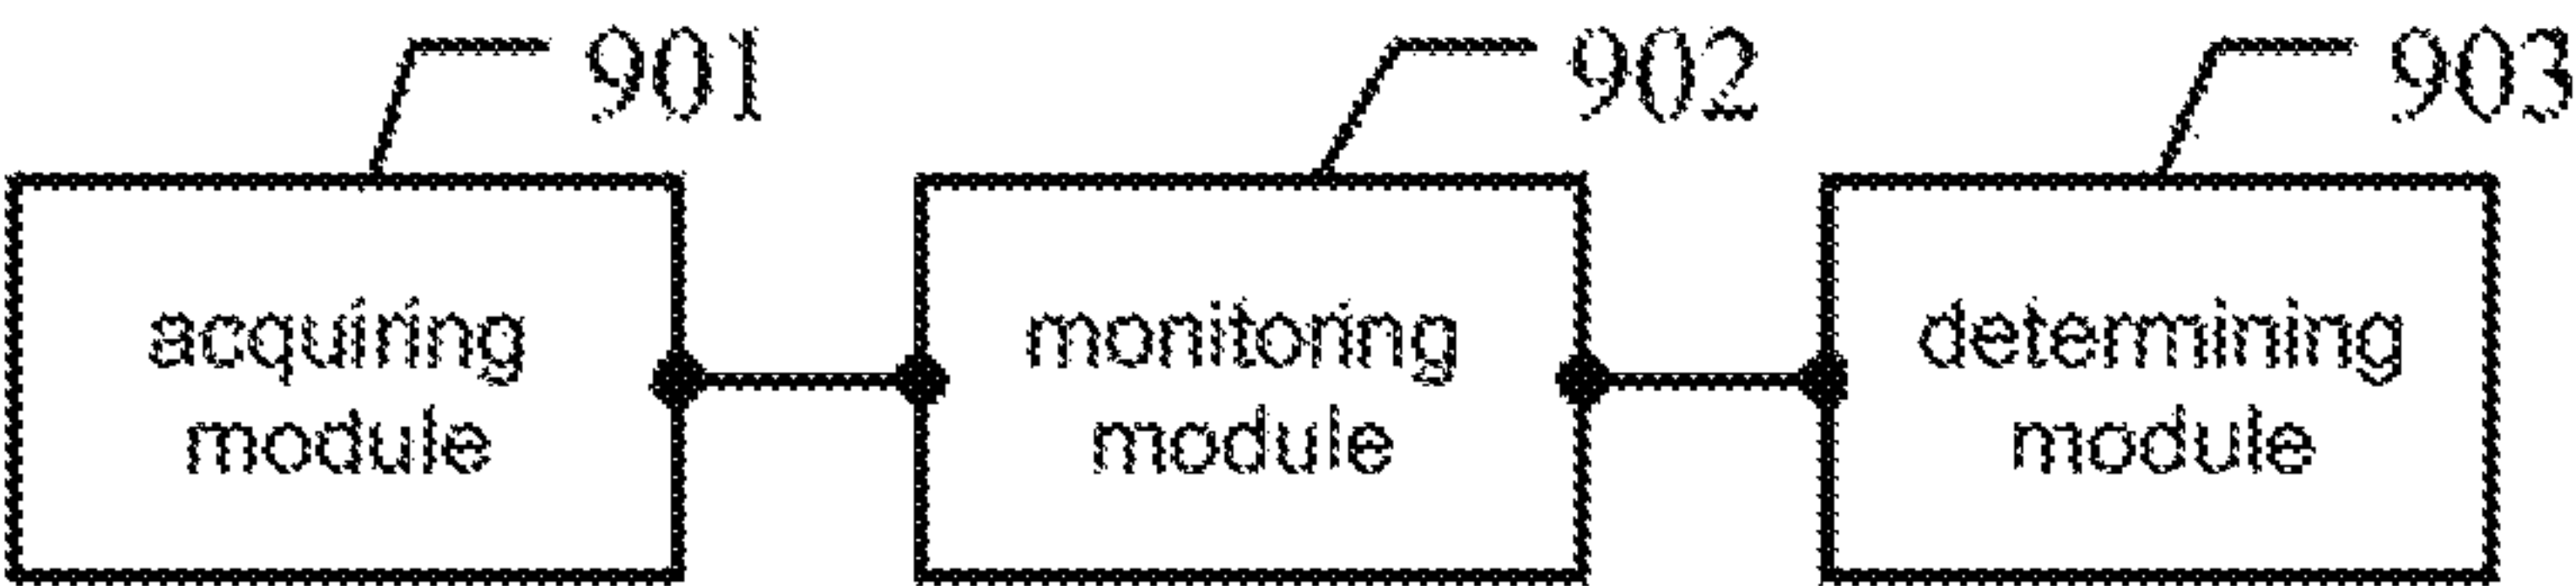 901
902
903
acquiring
module
monitoring
module
determining
module